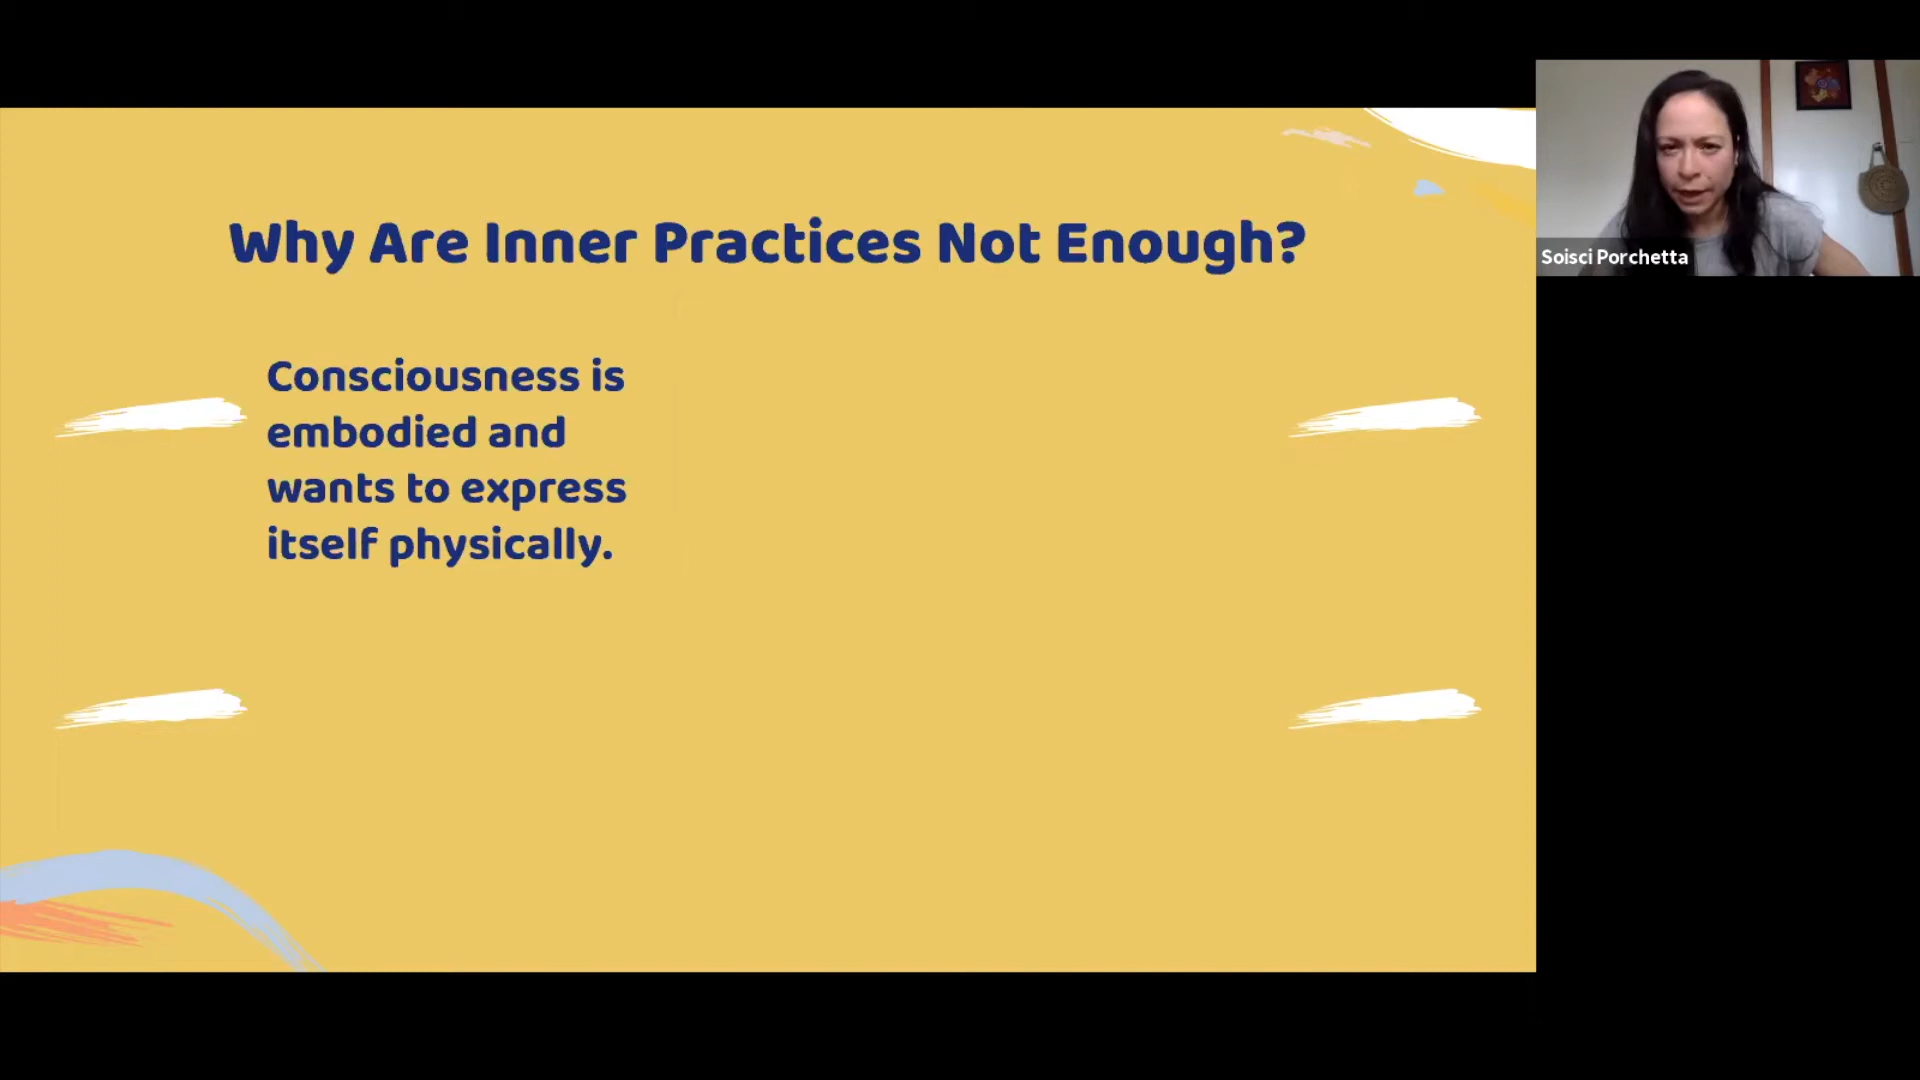 Why Are Inner Practices Not Enough?
Consciousness is
embodied and
wants to express
itself physically.
Soisci Porchetta